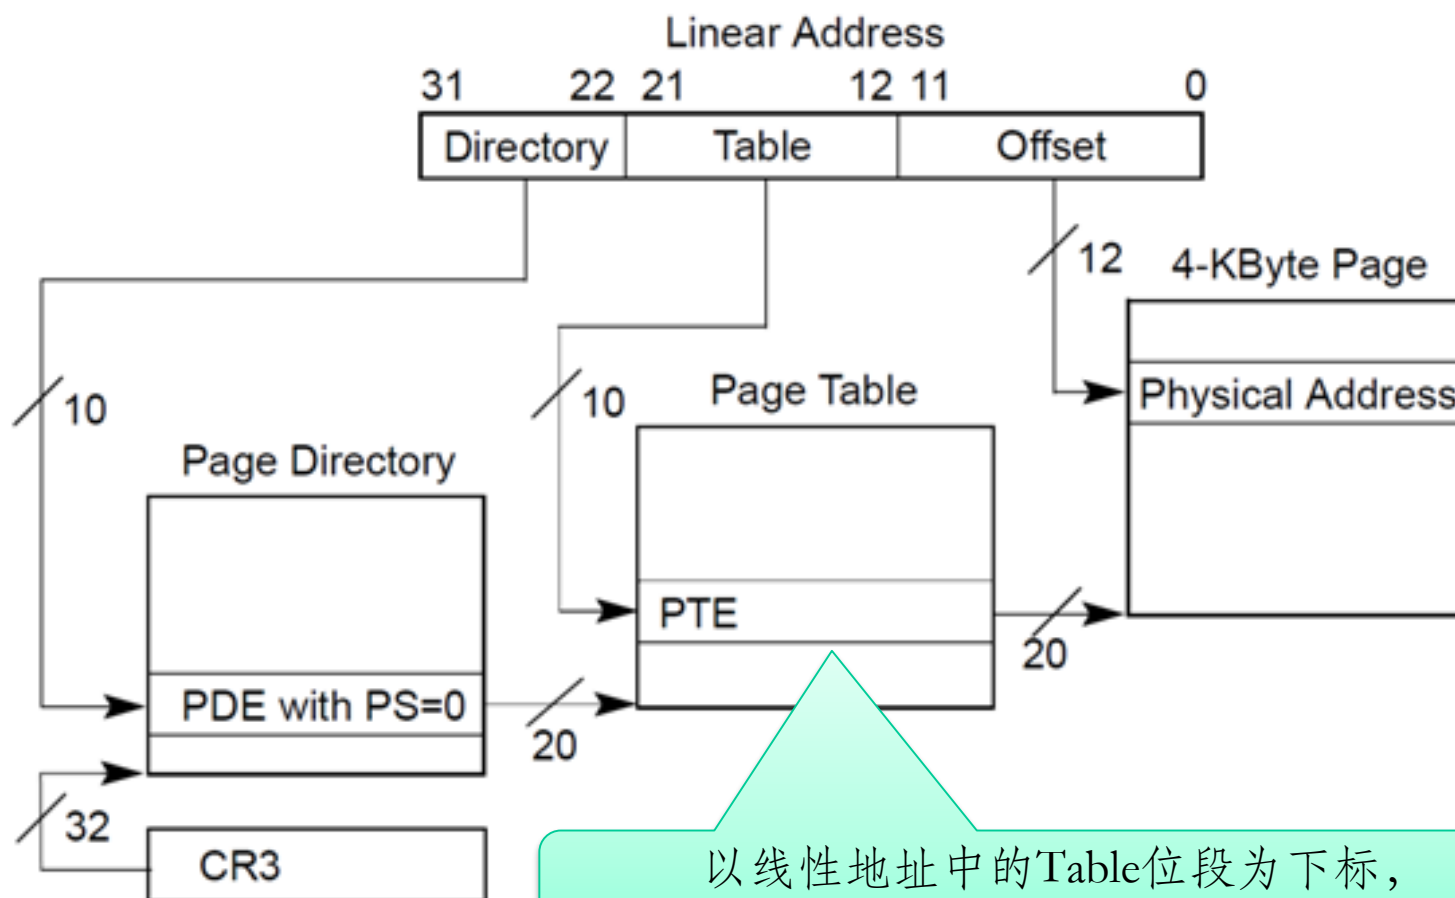 Linear Address
31 22 21 12 11 0
Directory Table Offset
12
4-KByte Page
10
10
Page Table
Physical Address
Page Directory
PTE
20
PDE with PS=0
20
32
CR3
以线性地址中的Table位段为下标，